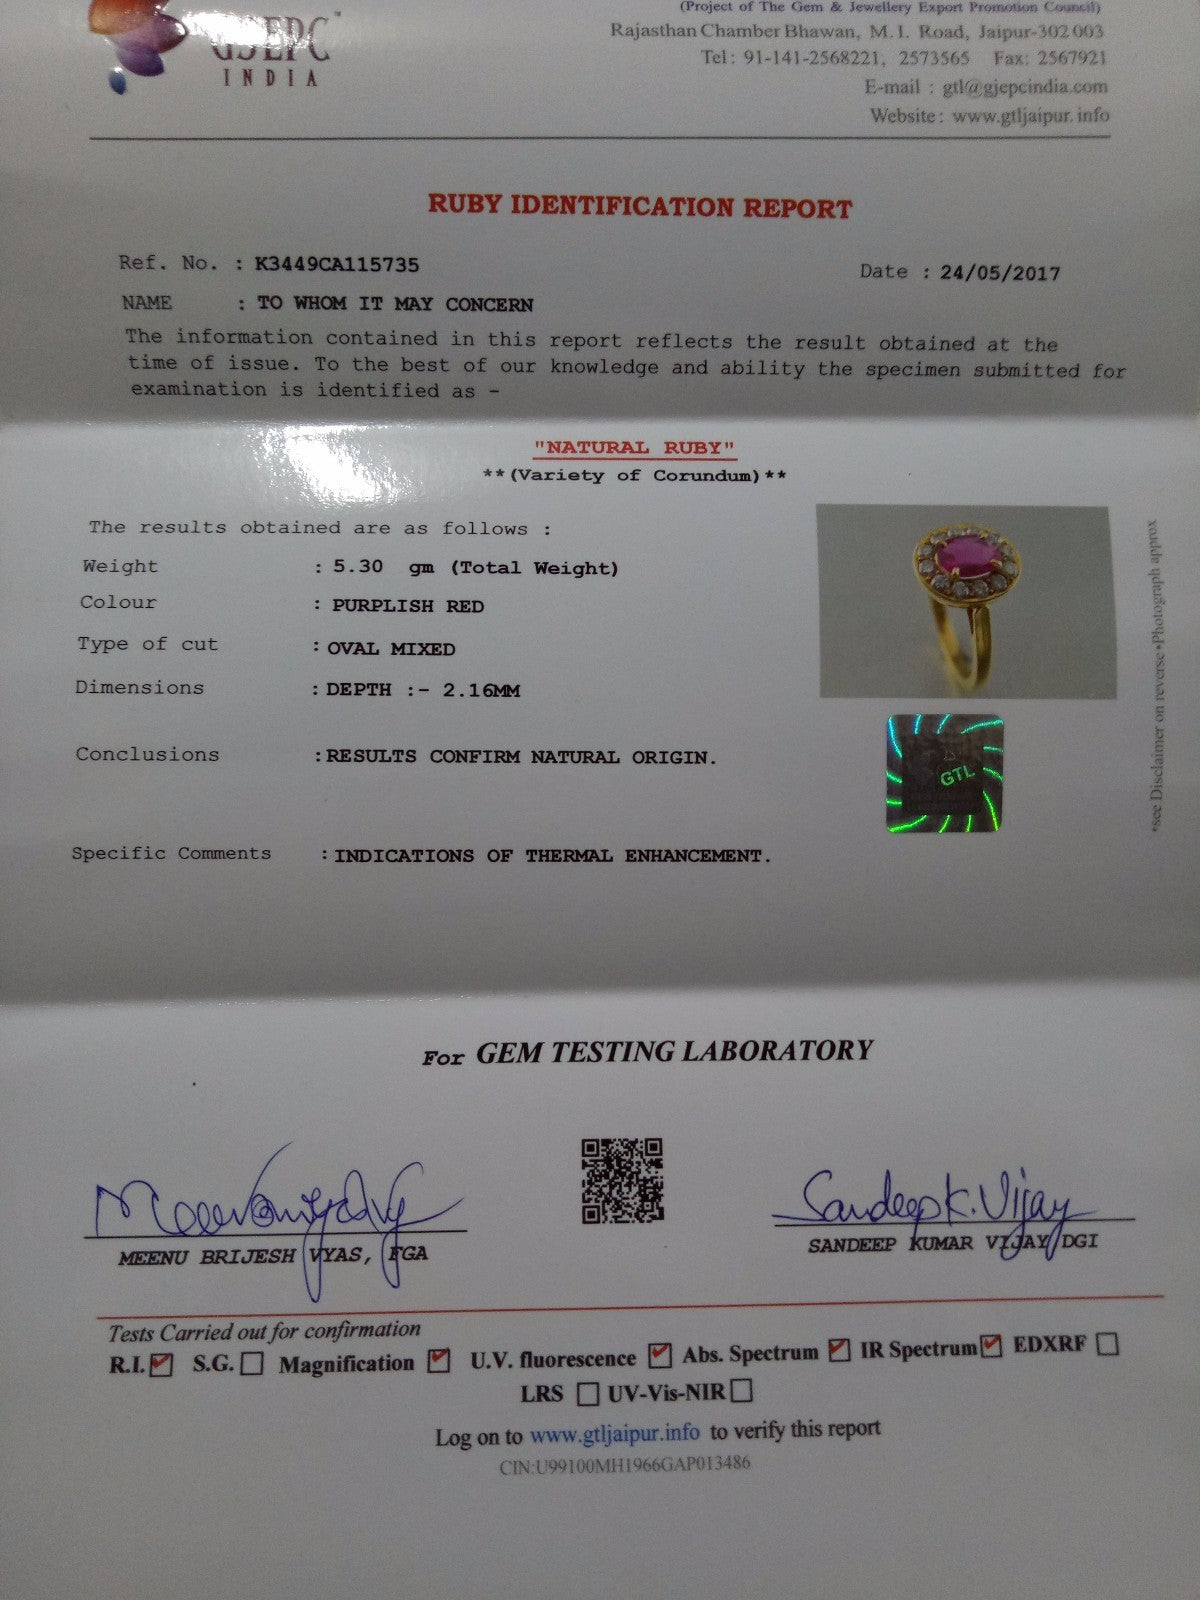 GJEPC™
INDIA
(Project of The Gem & Jewellery Export Promotion Council)
Rajasthan Chamber Bhawan, M.I. Road, Jaipur-302 003
Tel: 91-141-2568221, 2573565 Fax: 2567921
E-mail : gtl@gjepcindia.com
Website: www.gtljaipur.info
RUBY IDENTIFICATION REPORT
Ref. No. : K3449CA115735
Date : 24/05/2017
NAME : TO WHOM IT MAY CONCERN
The information contained in this report reflects the result obtained at the
time of issue. To the best of our knowledge and ability the specimen submitted for
examination is identified as -
"NATURAL RUBY"
**(Variety of Corundum)**
The results obtained are as follows :
Weight : 5.30 gm (Total Weight)
Colour : PURPLISH RED
Type of cut : OVAL MIXED
Dimensions : DEPTH :- 2.16MM
Conclusions : RESULTS CONFIRM NATURAL ORIGIN.
Specific Comments : INDICATIONS OF THERMAL ENHANCEMENT.
GTL
*see Disclaimer on reverse•Photograph approx
For GEM TESTING LABORATORY
Sandeep K. Vijay
MEENU BRIJESH VYAS, FGA
SANDEEP KUMAR VIJAY DGI
Tests Carried out for confirmation
R.I. S.G. Magnification U.V. fluorescence Abs. Spectrum IR Spectrum EDXRF
LRS UV-Vis-NIR
Log on to www.gtljaipur.info to verify this report
CIN:U99100MH1966GAP013486